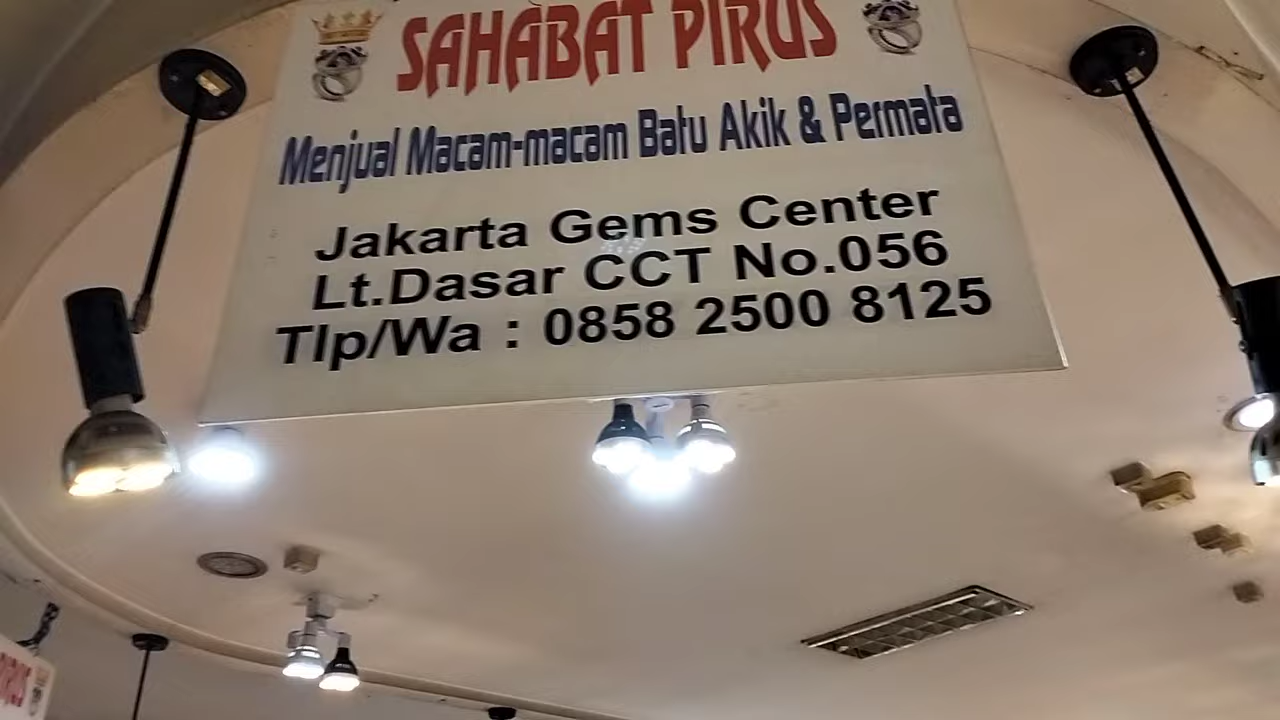 SAHABAT PIRUS
Menjual Macam-macam Batu Akik & Permata
Jakarta Gems Center
Lt.Dasar CCT No.056
Tlp/Wa : 0858 2500 8125
PIRUS